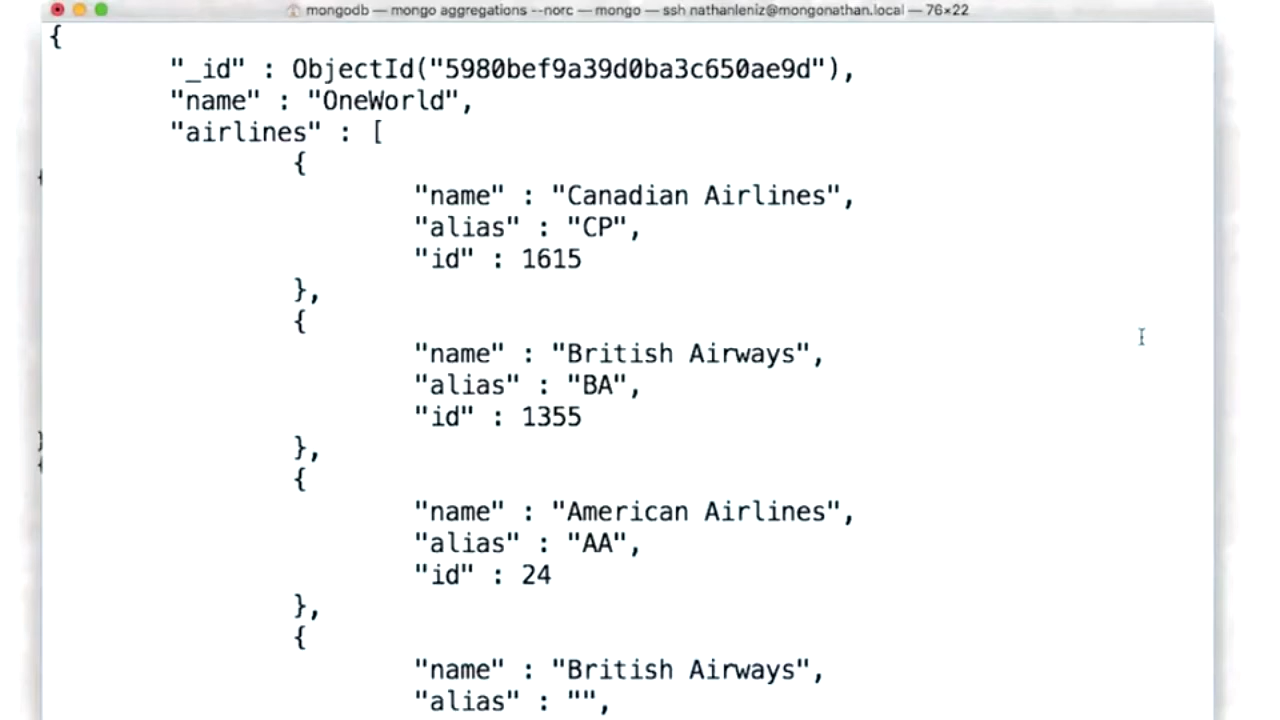 mongodb — mongo aggregations --norc — mongo — ssh nathanleniz@mongonathan.local — 76×22
{
"_id" : ObjectId("5980bef9a39d0ba3c650ae9d"),
"name" : "OneWorld",
"airlines" : [
{
"name" : "Canadian Airlines",
"alias" : "CP",
"id" : 1615
},
{
"name" : "British Airways",
"alias" : "BA",
"id" : 1355
},
{
"name" : "American Airlines",
"alias" : "AA",
"id" : 24
},
{
"name" : "British Airways",
"alias" : "",